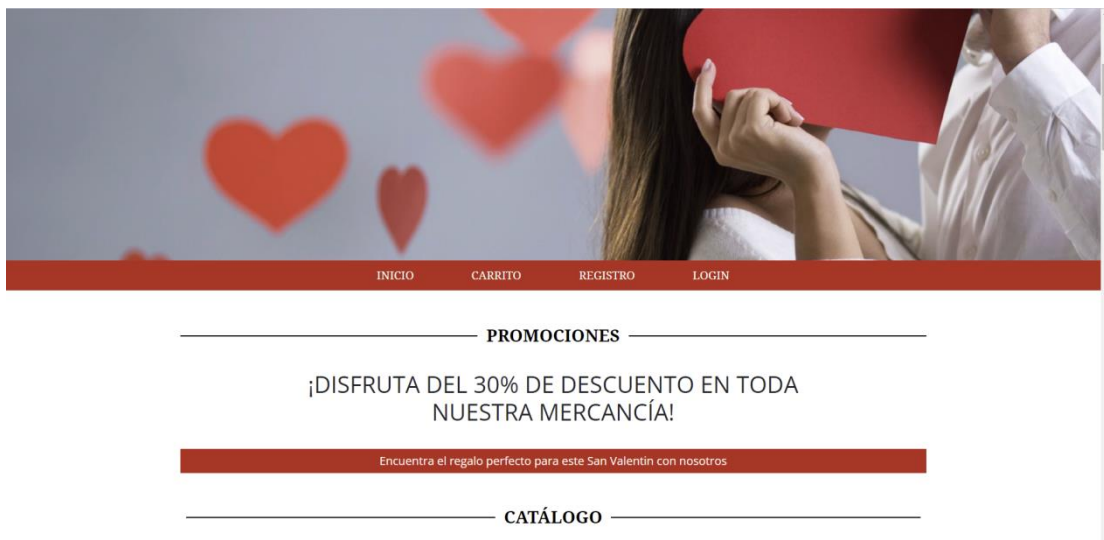 INICIO CARRITO REGISTRO LOGIN
PROMOCIONES
¡DISFRUTA DEL 30% DE DESCUENTO EN TODA
NUESTRA MERCANCÍA!
Encuentra el regalo perfecto para este San Valentin con nosotros
CATÁLOGO